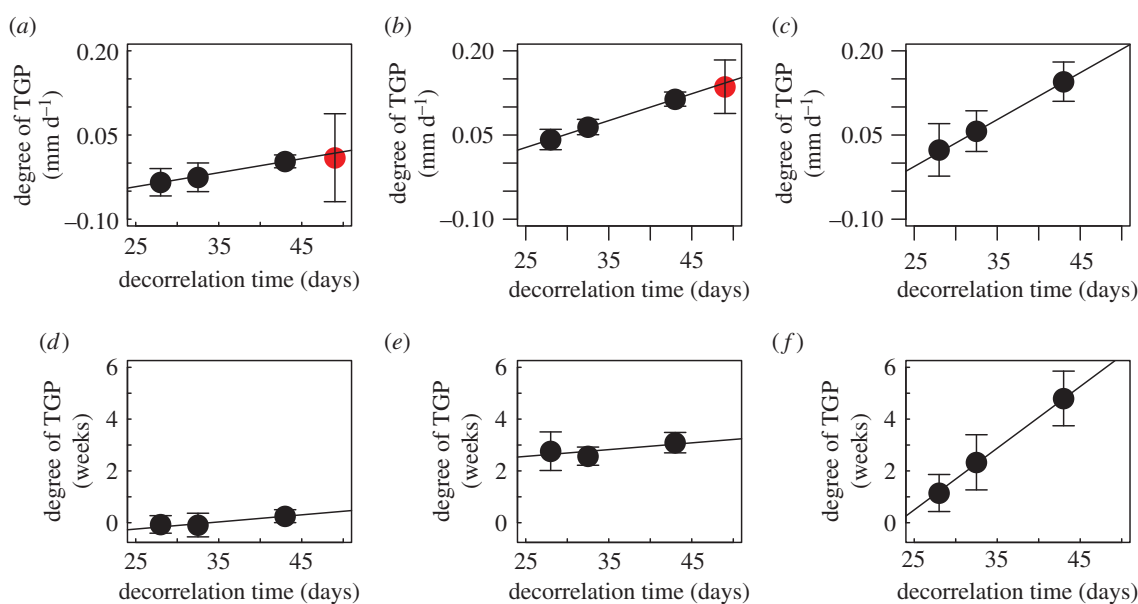 (a)
(b)
(c)
0.20
0.05
–0.10
degree of TGP
(mm d–1)
25 35 45
decorrelation time (days)
0.20
0.05
–0.10
degree of TGP
(mm d–1)
25 35 45
decorrelation time (days)
0.20
0.05
–0.10
degree of TGP
(mm d–1)
25 35 45
decorrelation time (days)
(d)
(e)
(f)
6
4
2
0
degree of TGP
(weeks)
25 35 45
decorrelation time (days)
6
4
2
0
degree of TGP
(weeks)
25 35 45
decorrelation time (days)
6
4
2
0
degree of TGP
(weeks)
25 35 45
decorrelation time (days)